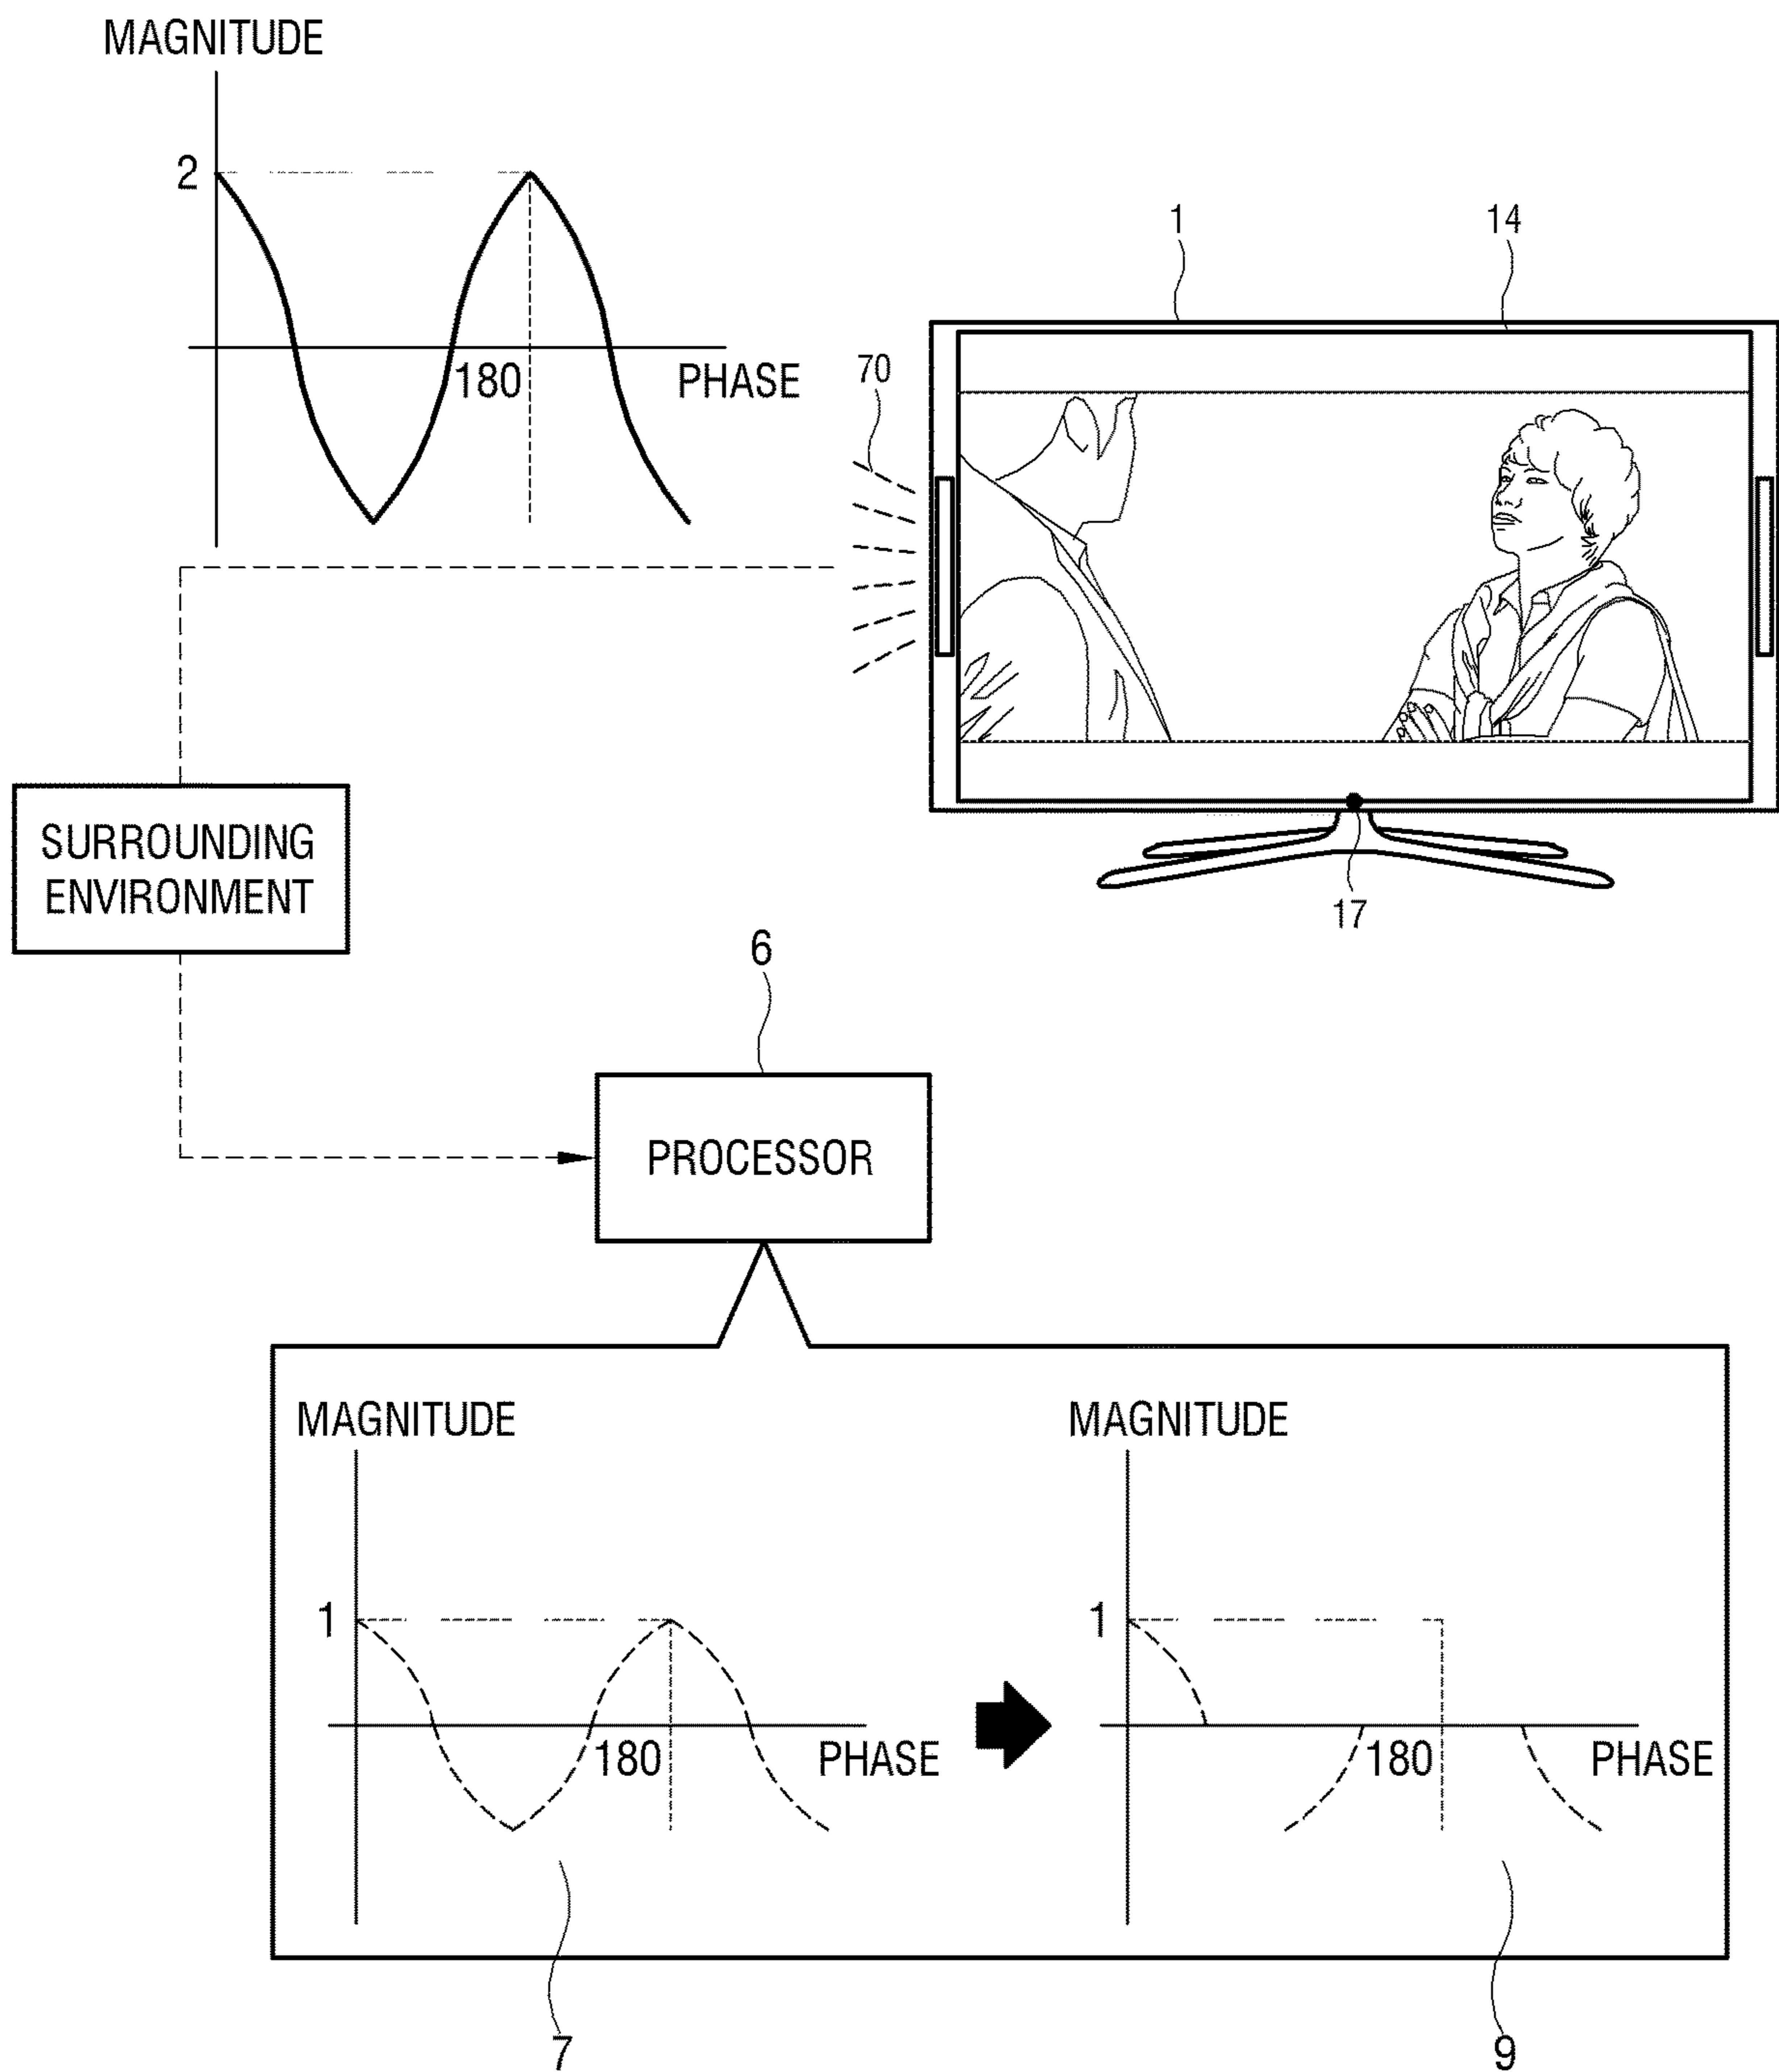 MAGNITUDE
2
180
PHASE
1
14
70
17
SURROUNDING
ENVIRONMENT
6
PROCESSOR
MAGNITUDE
1
180
PHASE
MAGNITUDE
1
180
PHASE
7
9